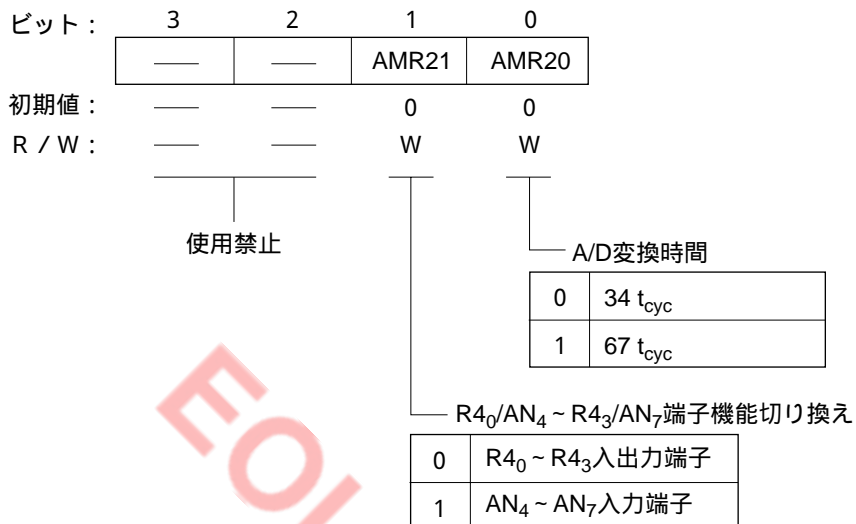 ビット： 3 2 1 0
―― ―― AMR21 AMR20
初期値： ―― ―― 0 0
R／W： ―― ―― W W
使用禁止
A/D変換時間
0 34 tcyc
1 67 tcyc
R40/AN4～R43/AN7端子機能切り換え
0 R40～R43入出力端子
1 AN4～AN7入力端子
EOL